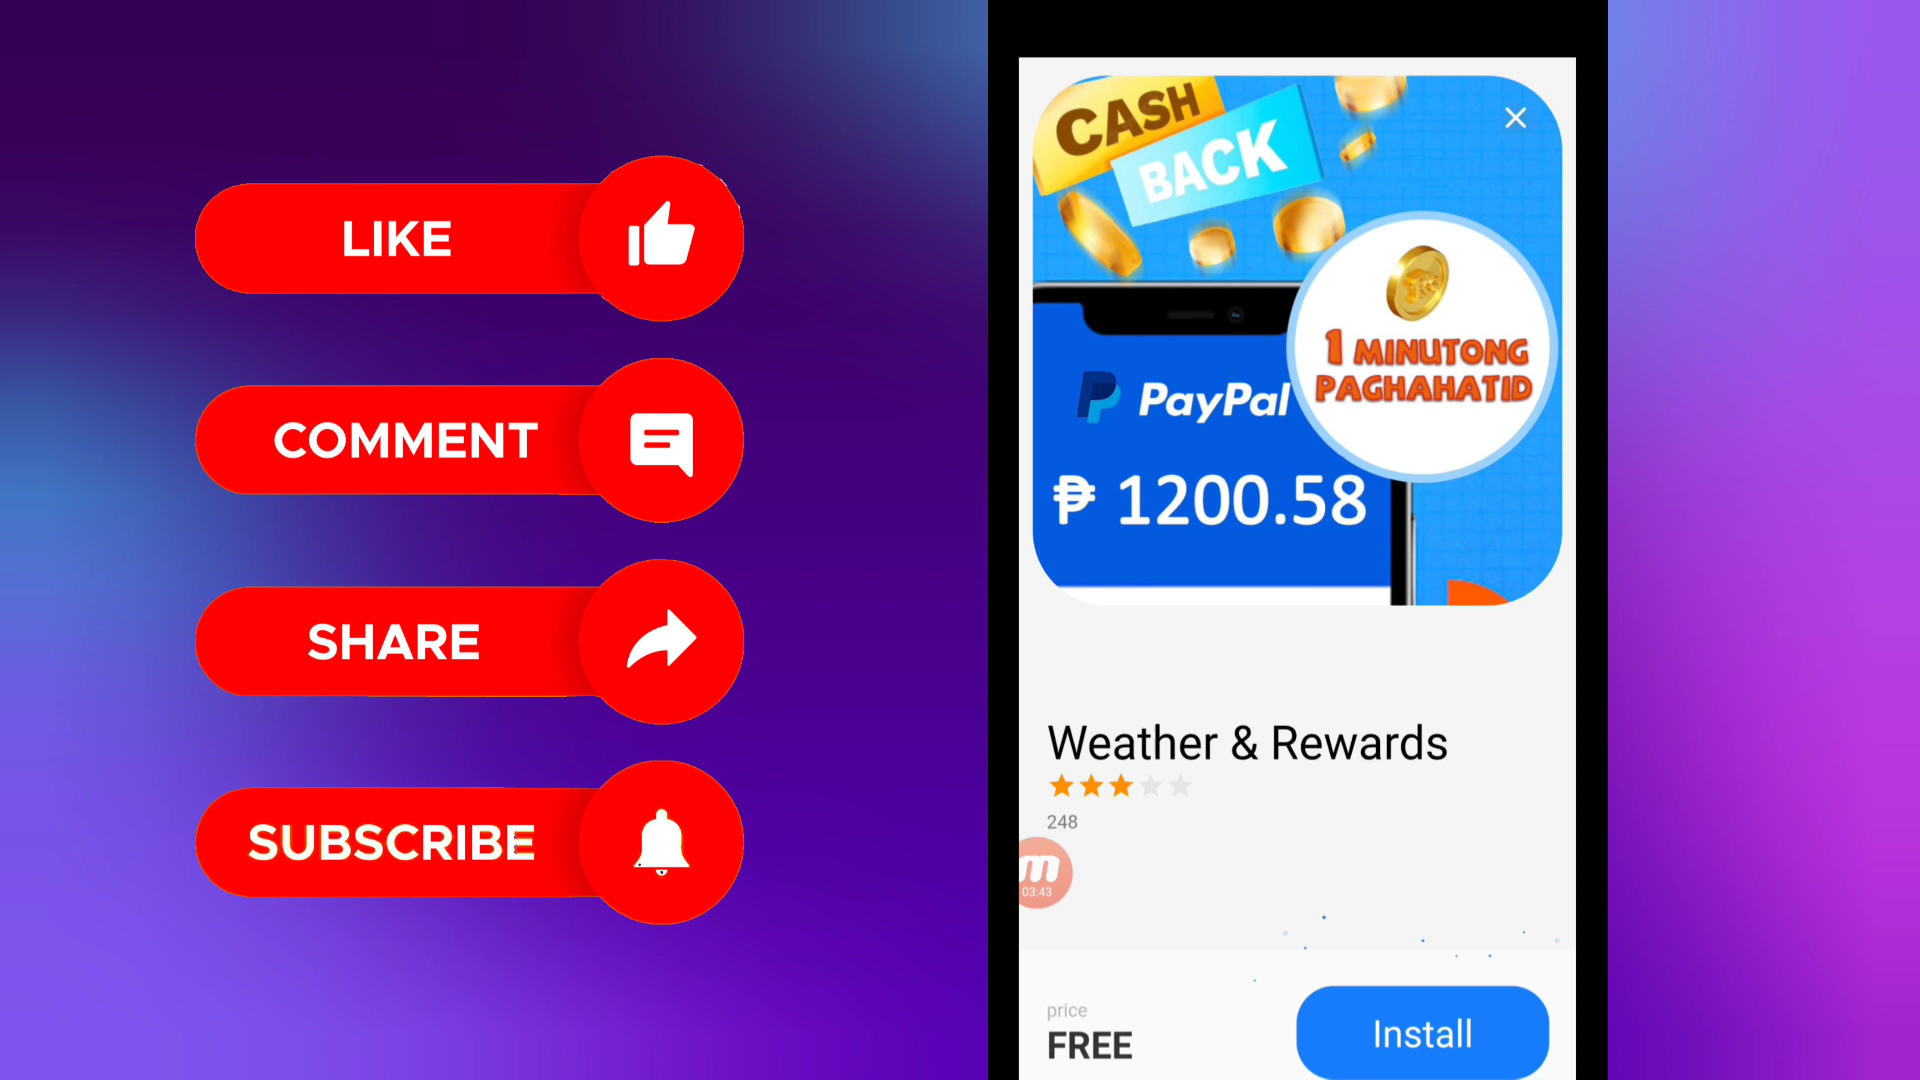 LIKE
COMMENT
SHARE
SUBSCRIBE
CASH
BACK
1 MINUTONG
PAGHAHATID
PayPal
₱ 1200.58
Weather & Rewards
248
m
03:43
price
FREE
Install